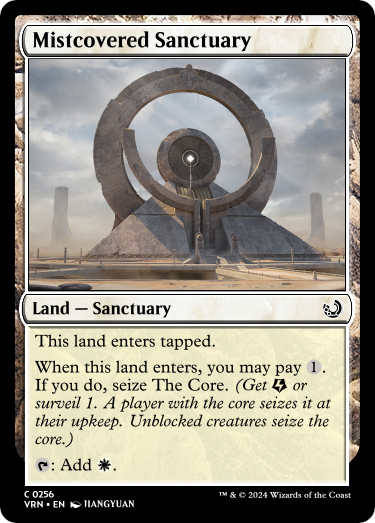 Mistcovered Sanctuary
Land — Sanctuary
This land enters tapped.
When this land enters, you may pay 1.
If you do, seize The Core. (Get or
surveil 1. A player with the core seizes it at
their upkeep. Unblocked creatures seize the
core.)
: Add .
C 0256
VRN • EN JIANGYUAN
™ & © 2024 Wizards of the Coast